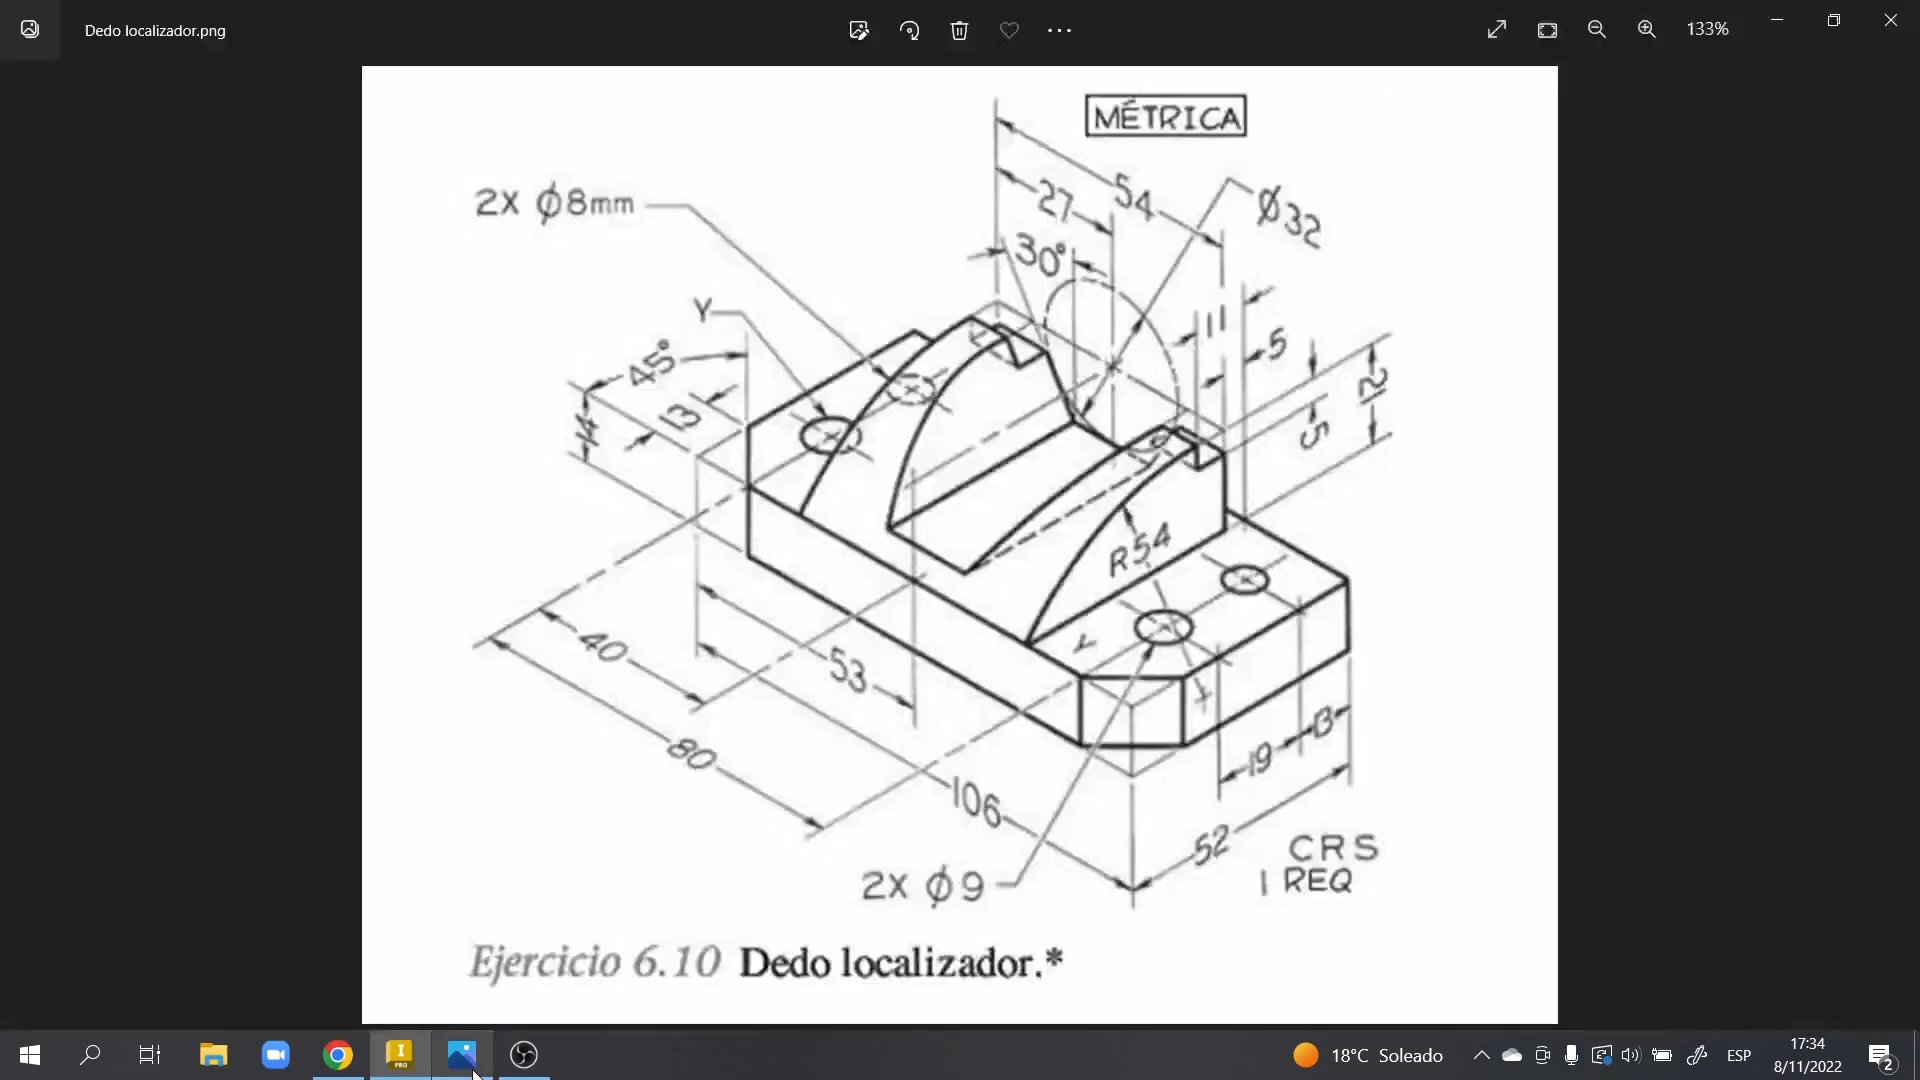 Dedo localizador.png
133%
MÉTRICA
2X Ø8mm
54
27
Ø32
30°
Y
11
5
45°
13
12
14
5
R54
Y
40
53
X
13
80
19
106
52
CRS
2X Ø9
1 REQ
Ejercicio 6.10 Dedo localizador.*
I
PRO
18°C Soleado
ESP
17:34
8/11/2022
2